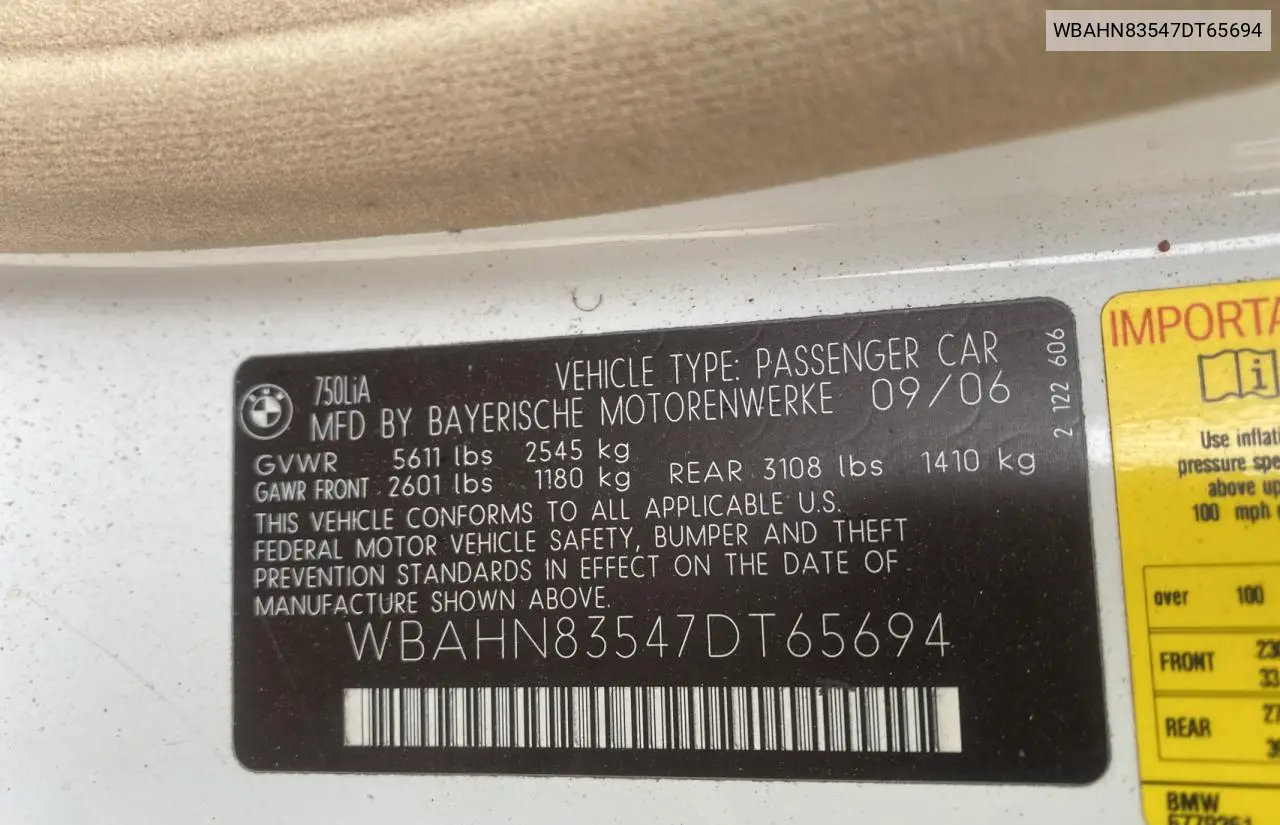 WBAHN83547DT65694
750LiA
VEHICLE TYPE: PASSENGER CAR
MFD BY BAYERISCHE MOTORENWERKE 09/06
2 122 606
GVWR 5611 lbs 2545 kg
GAWR FRONT 2601 lbs 1180 kg REAR 3108 lbs 1410 kg
THIS VEHICLE CONFORMS TO ALL APPLICABLE U.S.
FEDERAL MOTOR VEHICLE SAFETY, BUMPER AND THEFT
PREVENTION STANDARDS IN EFFECT ON THE DATE OF
MANUFACTURE SHOWN ABOVE.
WBAHN83547DT65694
IMPORTA
i
Use inflati
pressure spe
above up
100 mph
over 100
FRONT
33
REAR
BMW